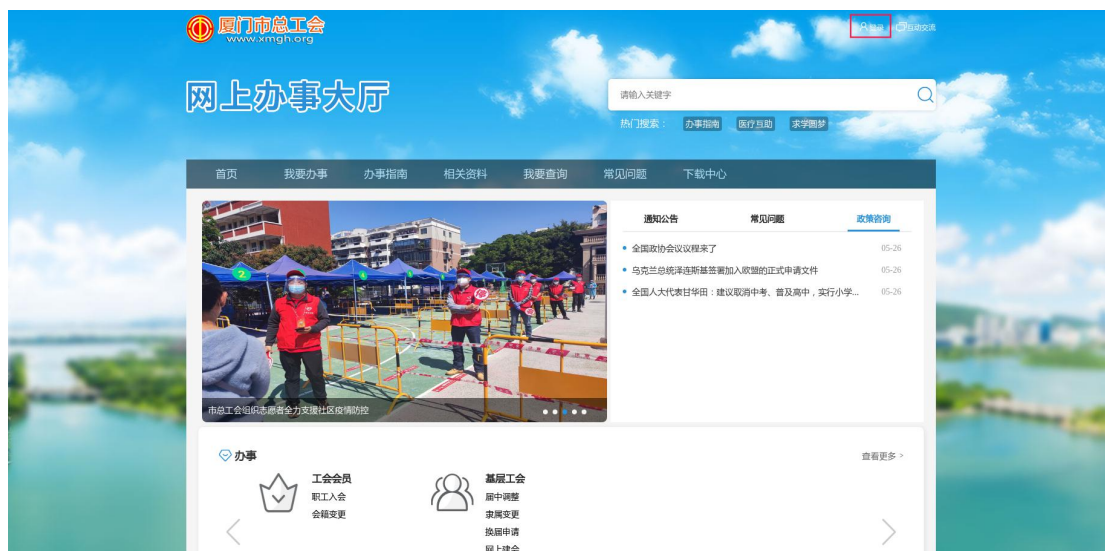 厦门市总工会
www.xmgh.org
登录
互动交流
网上办事大厅
请输入关键字
热门搜索：
办事指南
医疗互助
求学圆梦
首页
我要办事
办事指南
相关资料
我要查询
常见问题
下载中心
通知公告
常见问题
政策咨询
全国政协会议议程来了
05-26
乌克兰总统泽连斯基签署加入欧盟的正式申请文件
05-26
全国人大代表甘华田：建议取消中考、普及高中，实行小学...
05-26
2
市总工会组织志愿者全力支援社区疫情防控
办事
查看更多 >
工会会员
职工入会
会籍变更
基层工会
届中调整
隶属变更
换届申请
网上建会